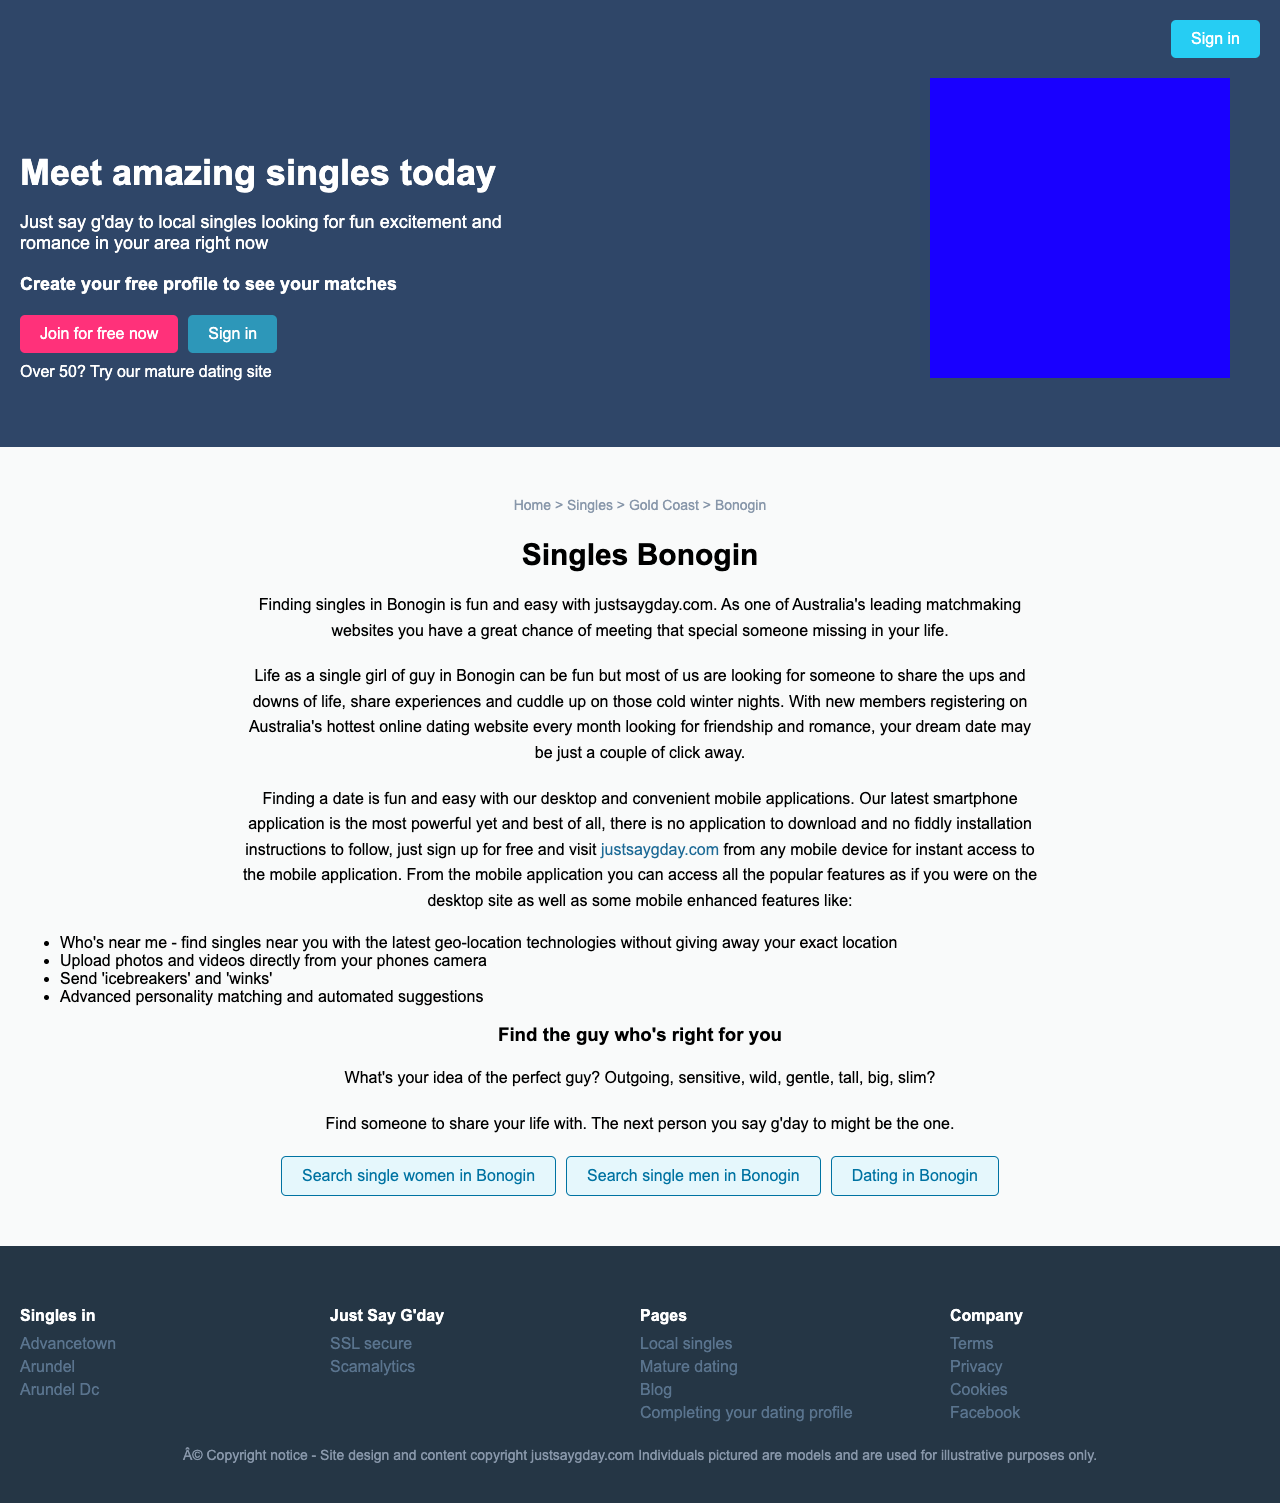 Sign in
Meet amazing singles today
Just say g'day to local singles looking for fun excitement and
romance in your area right now
Create your free profile to see your matches
Join for free now
Sign in
Over 50? Try our mature dating site
Home > Singles > Gold Coast > Bonogin
Singles Bonogin
Finding singles in Bonogin is fun and easy with justsaygday.com. As one of Australia's leading matchmaking
websites you have a great chance of meeting that special someone missing in your life.
Life as a single girl of guy in Bonogin can be fun but most of us are looking for someone to share the ups and
downs of life, share experiences and cuddle up on those cold winter nights. With new members registering on
Australia's hottest online dating website every month looking for friendship and romance, your dream date may
be just a couple of click away.
Finding a date is fun and easy with our desktop and convenient mobile applications. Our latest smartphone
application is the most powerful yet and best of all, there is no application to download and no fiddly installation
instructions to follow, just sign up for free and visit justsaygday.com from any mobile device for instant access to
the mobile application. From the mobile application you can access all the popular features as if you were on the
desktop site as well as some mobile enhanced features like:
• Who's near me - find singles near you with the latest geo-location technologies without giving away your exact location
• Upload photos and videos directly from your phones camera
• Send 'icebreakers' and 'winks'
• Advanced personality matching and automated suggestions
Find the guy who's right for you
What's your idea of the perfect guy? Outgoing, sensitive, wild, gentle, tall, big, slim?
Find someone to share your life with. The next person you say g'day to might be the one.
Search single women in Bonogin
Search single men in Bonogin
Dating in Bonogin
Singles in
Advancetown
Arundel
Arundel Dc
Just Say G'day
SSL secure
Scamalytics
Pages
Local singles
Mature dating
Blog
Completing your dating profile
Company
Terms
Privacy
Cookies
Facebook
Â© Copyright notice - Site design and content copyright justsaygday.com Individuals pictured are models and are used for illustrative purposes only.